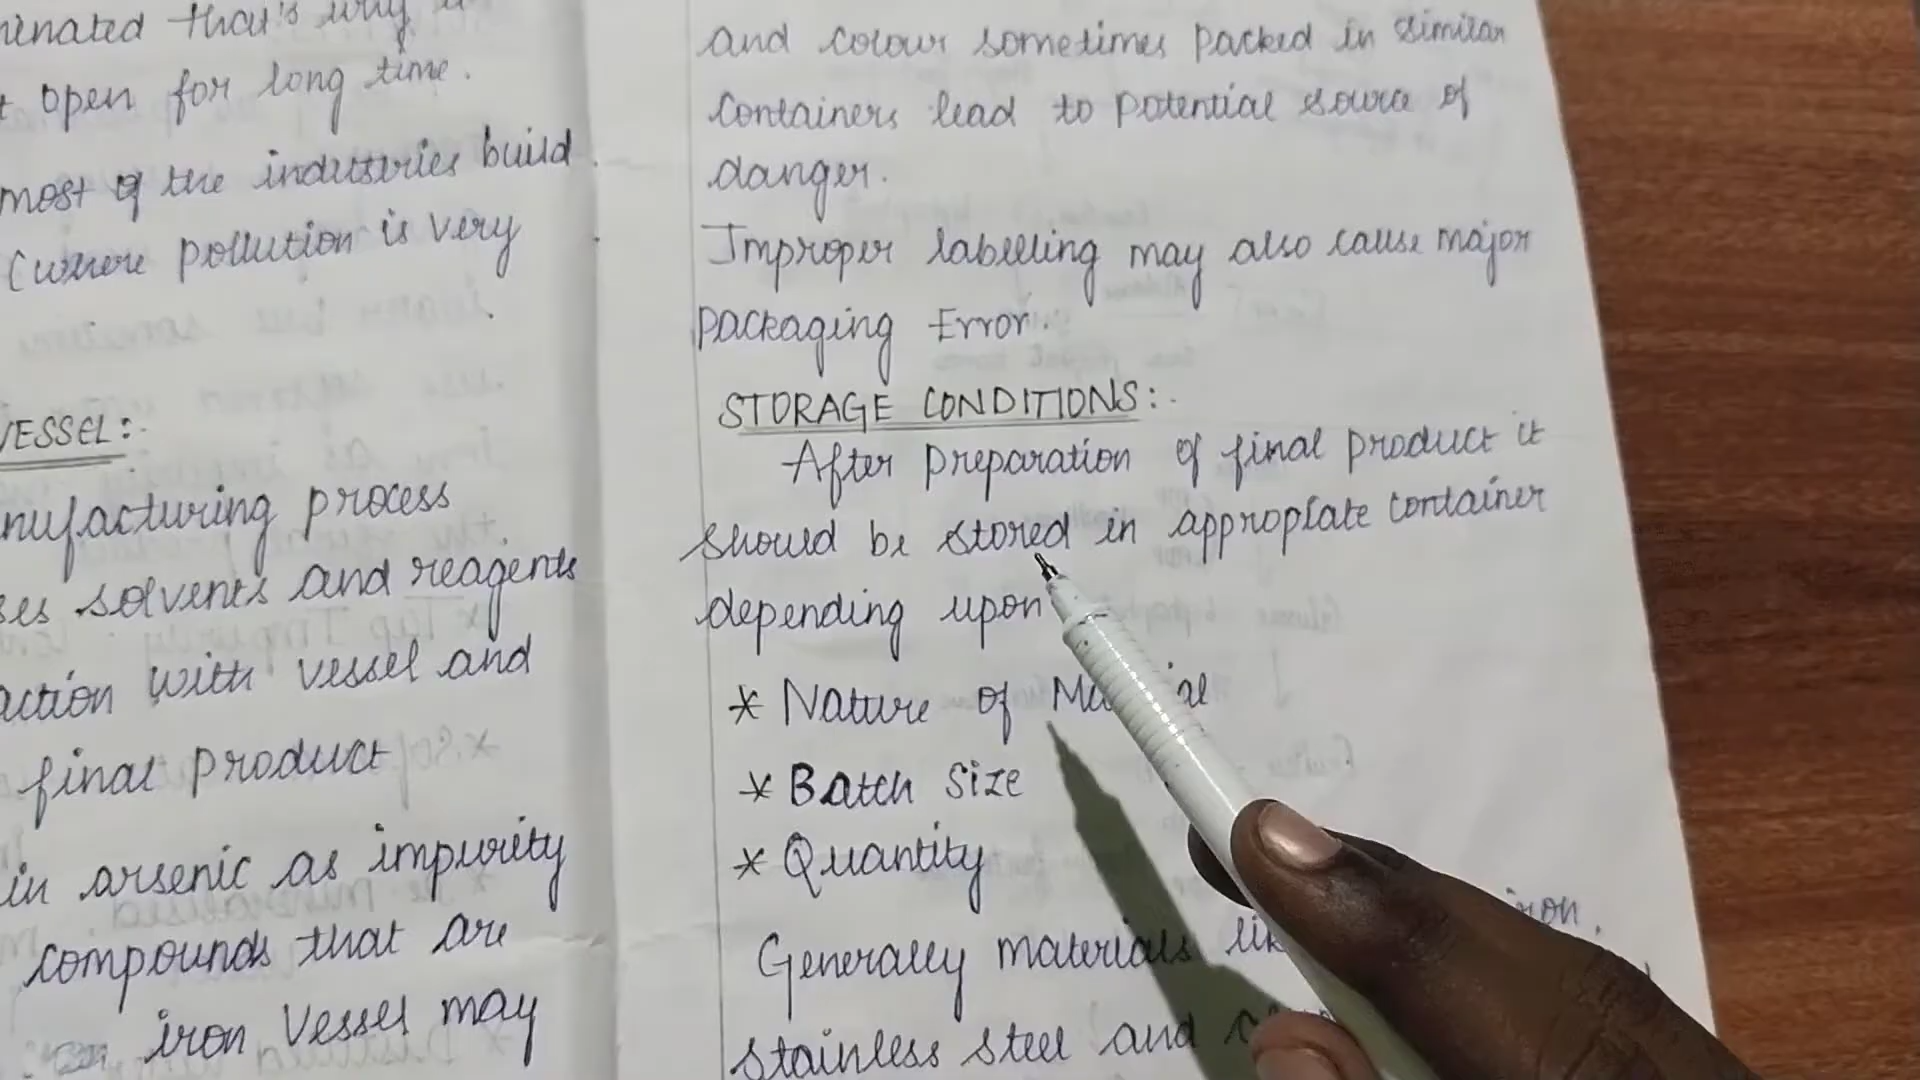 that's why
open for long time.
most of the industries build
(where pollution is very
VESSEL:
process
solvents and reagents
with vessel and
final product
in arsenic as impurity
compounds that are
iron vessel may
and colour sometimes packed in similar
containers lead to potential source of
danger.
Improper labelling may also cause major
packaging Error.
STORAGE CONDITIONS:
After preparation of final product it
should be stored in appropiate container
depending upon
* Nature of
* Batch Size
* Quantity
Generally materials iron.
stainless steel and